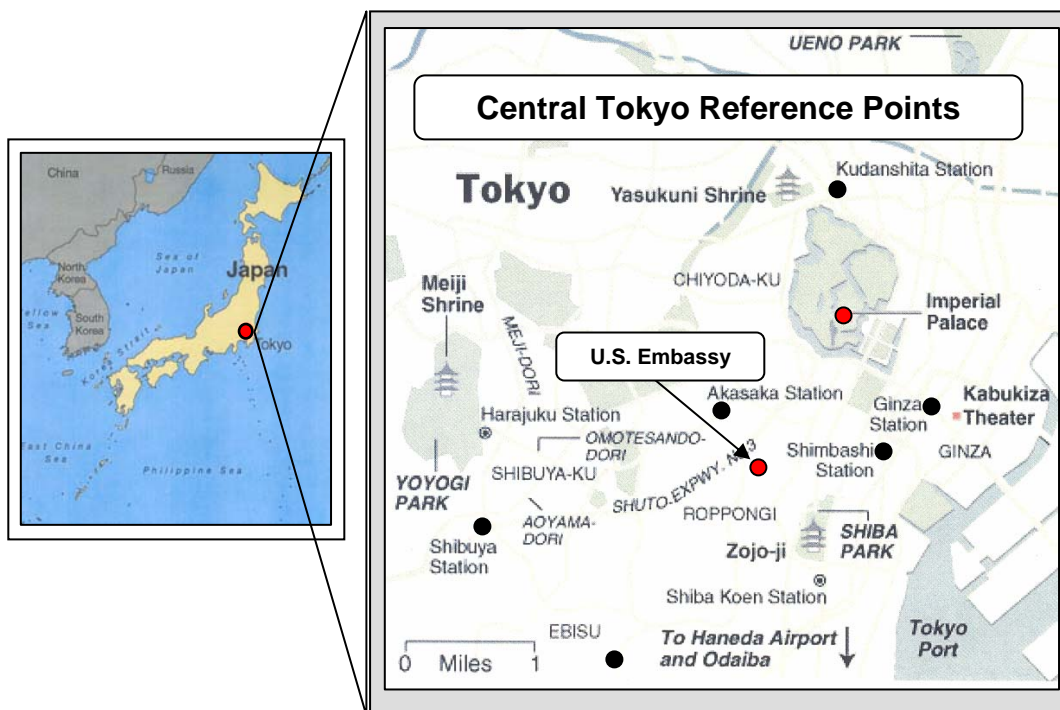 China
Russia
Sea of
Japan
Japan
North
Korea
South
Korea
Korea Strait
Tokyo
East China
Sea
Philippine Sea
UENO PARK
Central Tokyo Reference Points
Kudanshita Station
Tokyo
Yasukuni Shrine
CHIYODA-KU
Meiji
Shrine
Imperial
Palace
MEIJI-DORI
U.S. Embassy
Akasaka Station
Ginza
Station
Kabukiza
Theater
Harajuku Station
OMOTESANDO-
DORI
Shimbashi
Station
GINZA
SHIBUYA-KU
SHUTO-EXPWY. No 3
YOYOGI
PARK
ROPPONGI
AOYAMA-
DORI
SHIBA
PARK
Shibuya
Station
Zojo-ji
Shiba Koen Station
EBISU
To Haneda Airport
and Odaiba
Tokyo
Port
0 Miles 1